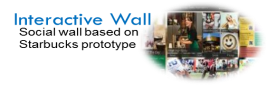 Interactive Wall
Social wall based on
Starbucks prototype